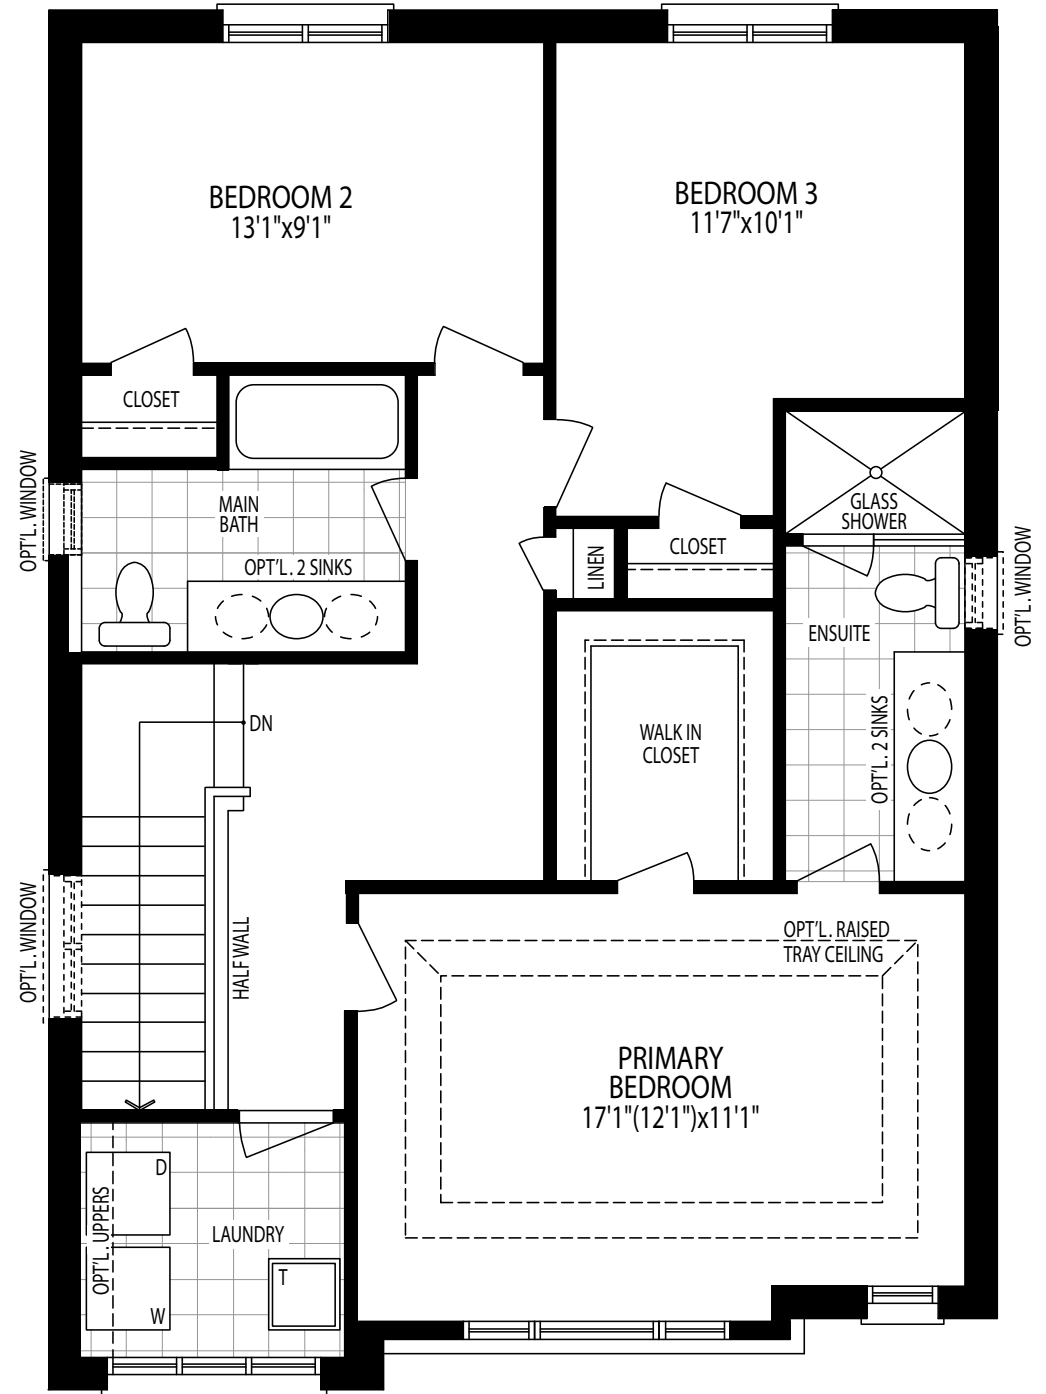 BEDROOM 2
13'1"x9'1"
BEDROOM 3
11'7"x10'1"
CLOSET
OPT'L. WINDOW
MAIN
BATH
OPT'L. 2 SINKS
GLASS
SHOWER
LINEN
CLOSET
OPT'L. WINDOW
ENSUITE
OPT'L. 2 SINKS
WALK IN
CLOSET
DN
OPT'L. WINDOW
HALF WALL
OPT'L. RAISED
TRAY CEILING
PRIMARY
BEDROOM
17'1"(12'1")x11'1"
D
OPT'L. UPPERS
LAUNDRY
T
W